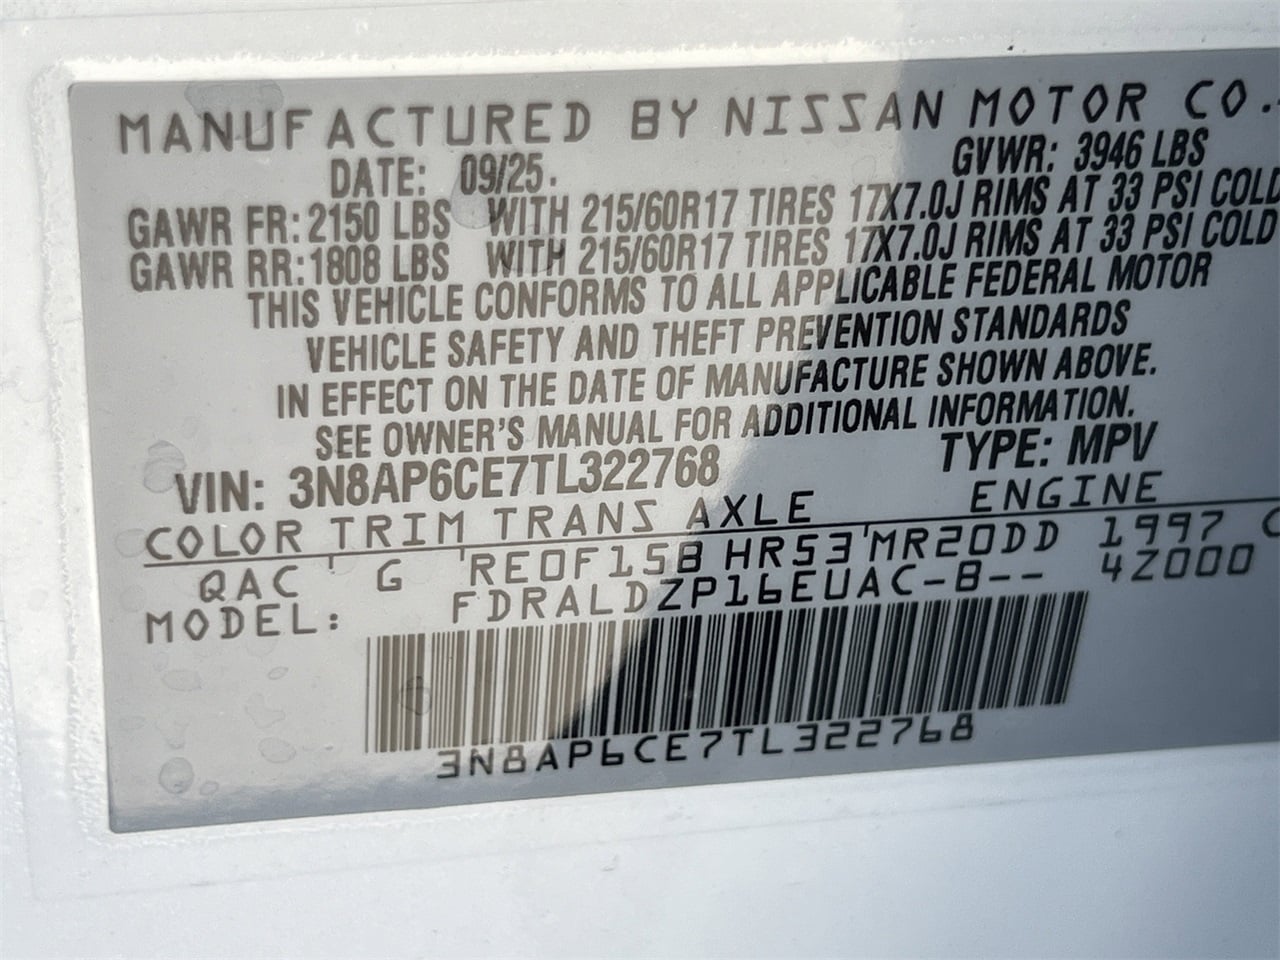 MANUFACTURED BY NISSAN MOTOR CO.
DATE: 09/25. GVWR: 3946 LBS
GAWR FR: 2150 LBS WITH 215/60R17 TIRES 17X7.0J RIMS AT 33 PSI COLD
GAWR RR: 1808 LBS WITH 215/60R17 TIRES 17X7.0J RIMS AT 33 PSI COLD
THIS VEHICLE CONFORMS TO ALL APPLICABLE FEDERAL MOTOR
VEHICLE SAFETY AND THEFT PREVENTION STANDARDS
IN EFFECT ON THE DATE OF MANUFACTURE SHOWN ABOVE.
SEE OWNER'S MANUAL FOR ADDITIONAL INFORMATION.
VIN: 3N8AP6CE7TL322768 TYPE: MPV
COLOR TRIM TRANS AXLE ENGINE
QAC G RE0F15B HR53 MR20DD 1997 C
MODEL: FDRALDZP16EUAC-B-- 4Z000
3N8AP6CE7TL322768